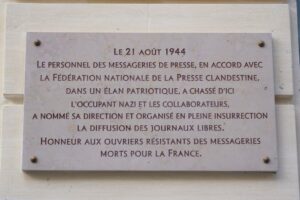 Le 21 août 1944
Le personnel des messageries de presse, en accord avec
la Fédération nationale de la Presse clandestine,
dans un élan patriotique, a chassé d'ici
l'occupant nazi et les collaborateurs,
a nommé sa direction et organisé en pleine insurrection
la diffusion des journaux libres.
Honneur aux ouvriers résistants des messageries
morts pour la France.